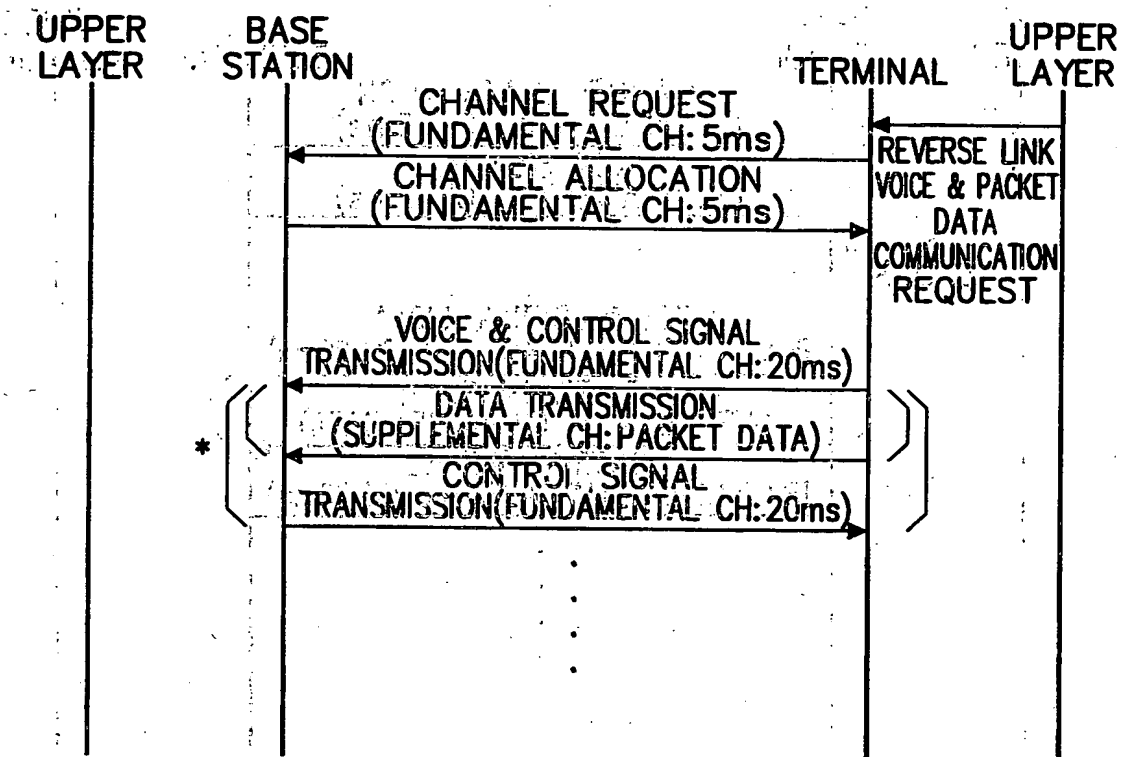 UPPER
LAYER
BASE
STATION
TERMINAL
UPPER
LAYER
CHANNEL REQUEST
(FUNDAMENTAL CH: 5ms)
REVERSE LINK
VOICE & PACKET
DATA
COMMUNICATION
REQUEST
CHANNEL ALLOCATION
(FUNDAMENTAL CH: 5ms)
VOICE & CONTROL SIGNAL
TRANSMISSION(FUNDAMENTAL CH: 20ms)
DATA TRANSMISSION
(SUPPLEMENTAL CH: PACKET DATA)
*
CONTROL SIGNAL
TRANSMISSION(FUNDAMENTAL CH: 20ms)